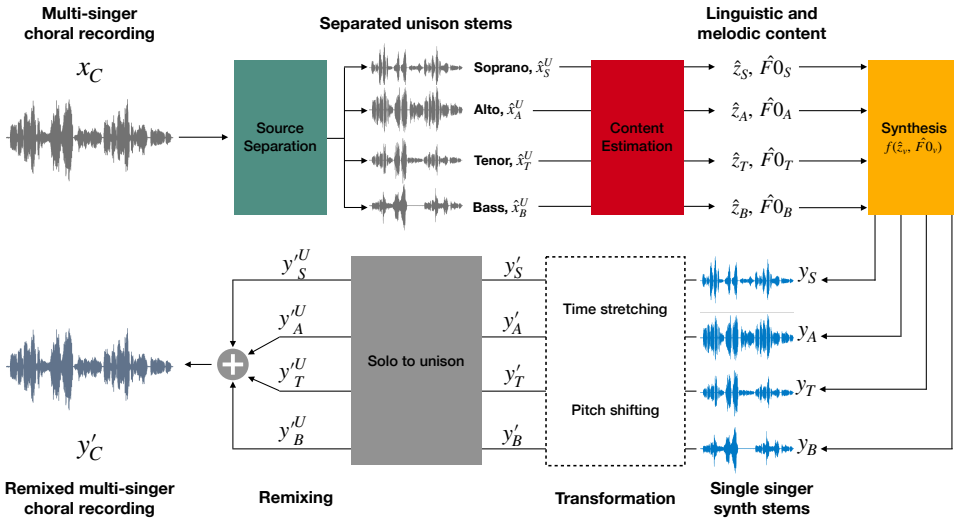 Multi-singer
choral recording
x_C
Separated unison stems
Linguistic and
melodic content
Source
Separation
Soprano, x̂_S^U
Alto, x̂_A^U
Tenor, x̂_T^U
Bass, x̂_B^U
Content
Estimation
ẑ_S, F̂0_S
ẑ_A, F̂0_A
ẑ_T, F̂0_T
ẑ_B, F̂0_B
Synthesis
f(ẑ_v, F̂0_v)
y'_S^U
y'_A^U
y'_T^U
y'_B^U
Solo to unison
y'_S
y'_A
y'_T
y'_B
Time stretching
Pitch shifting
y_S
y_A
y_T
y_B
y'_C
Remixed multi-singer
choral recording
Remixing
Transformation
Single singer
synth stems